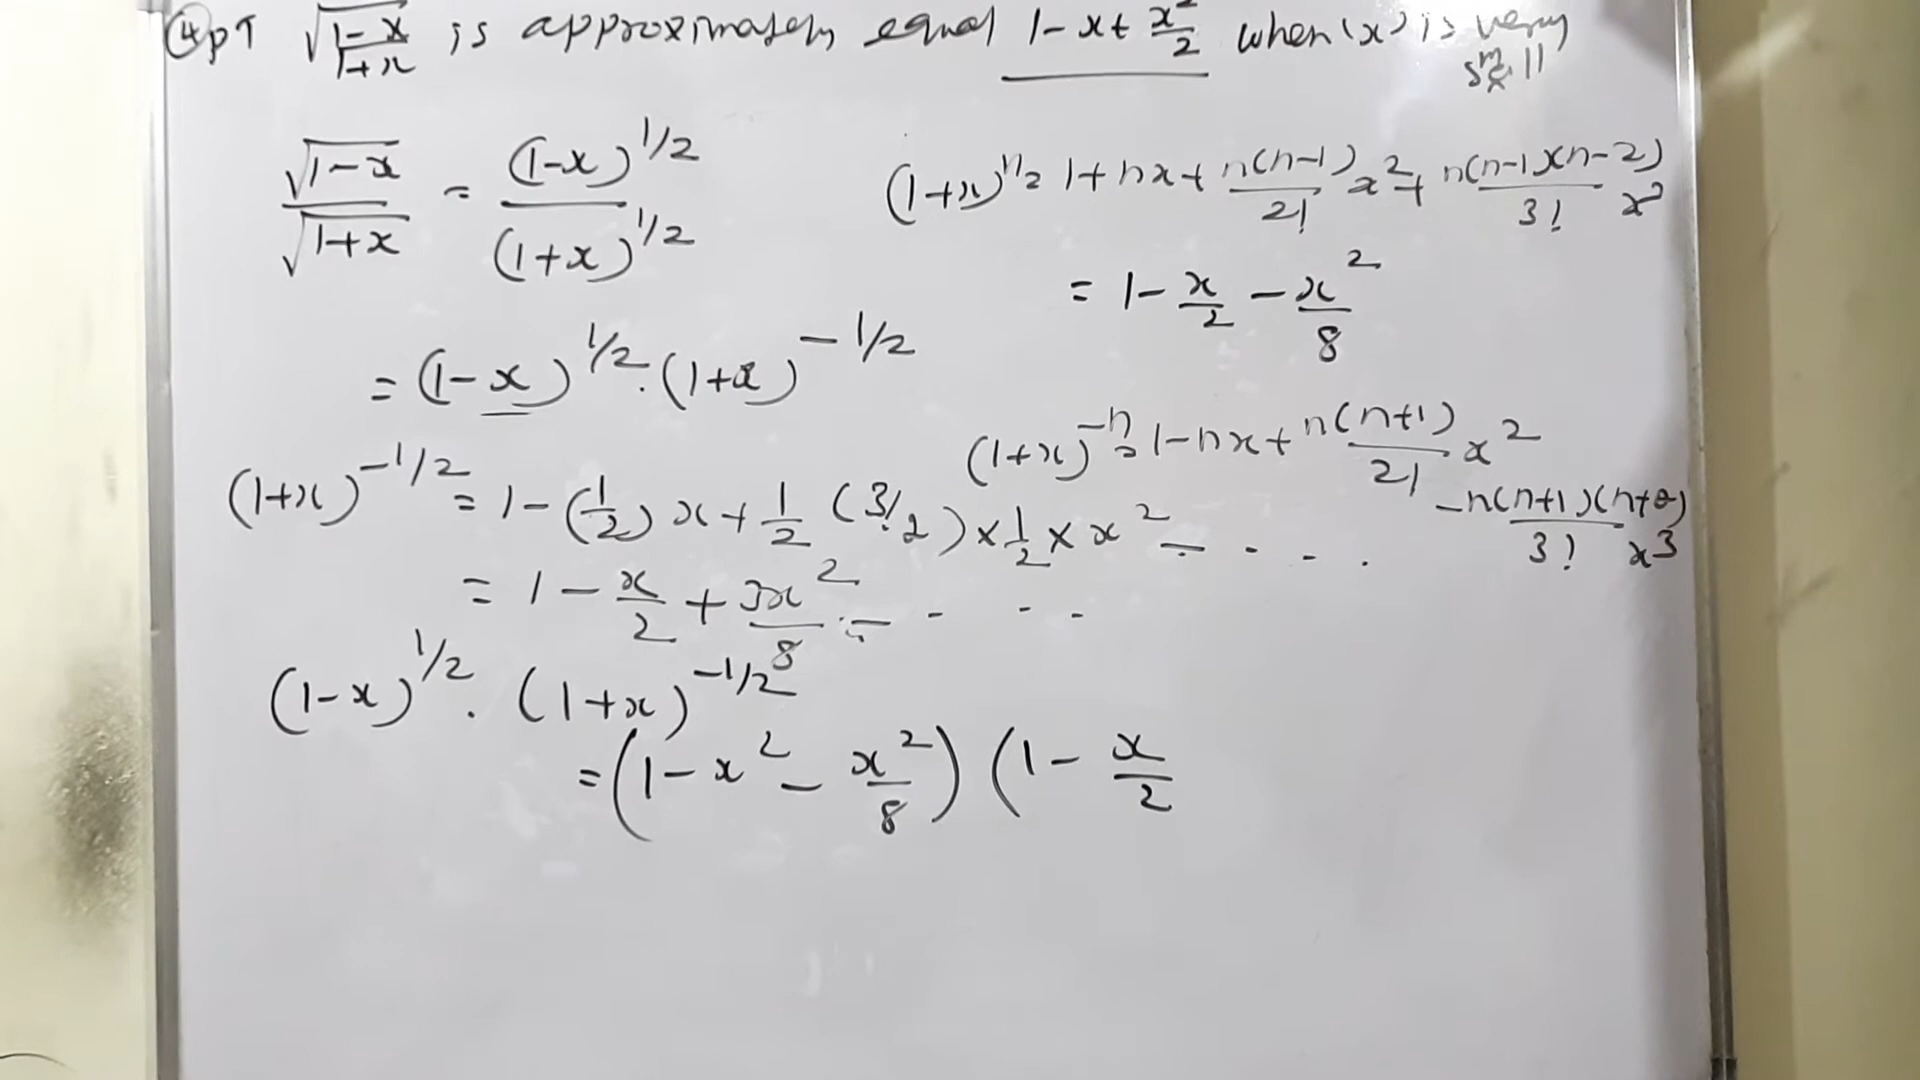 ④ PT √(1-x/1+x) is approximately equal 1-x+x²/2 when (x) is very small
√1-x/√1+x = (1-x)^1/2/(1+x)^1/2
= (1-x)^1/2 . (1+x)^-1/2
(1+x)^n = 1+nx+n(n-1)/2! x²+n(n-1)(n-2)/3! x³
= 1-x/2-x²/8
(1+x)^-n = 1-nx+n(n+1)/2! x²
-n(n+1)(n+2)/3! x3
(1+x)^-1/2 = 1-(1/2)x+1/2(3/2)×1/2×x² - . . .
= 1-x/2+3x²/8 - - - -
(1-x)^1/2 . (1+x)^-1/2
= (1-x²-x²/8)(1-x/2